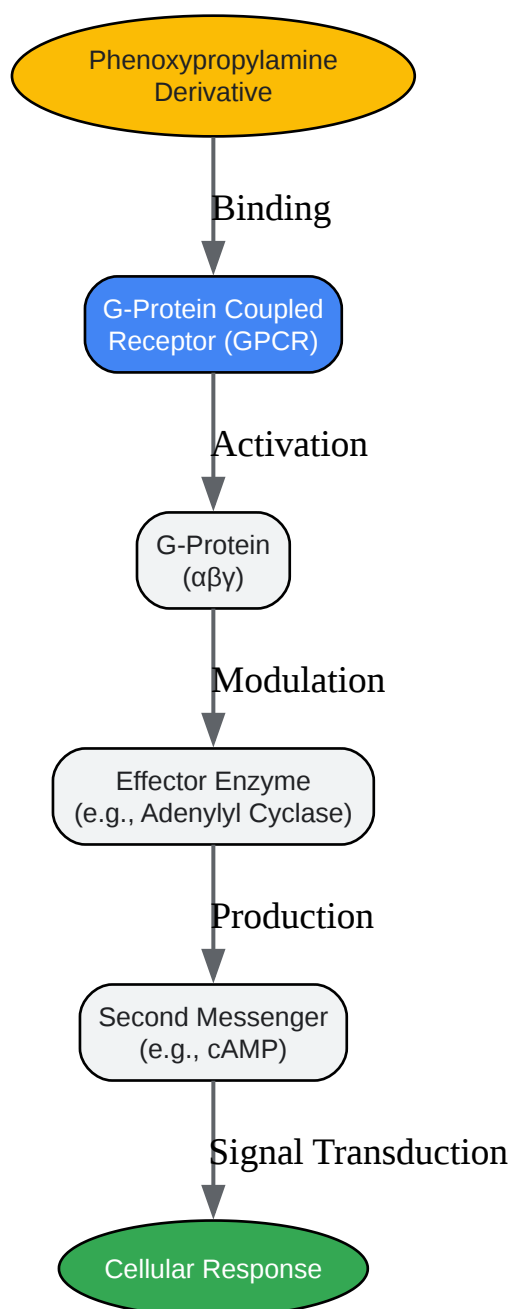 Phenoxypropylamine
Derivative
Binding
G-Protein Coupled
Receptor (GPCR)
Activation
G-Protein
(αβγ)
Modulation
Effector Enzyme
(e.g., Adenylyl Cyclase)
Production
Second Messenger
(e.g., cAMP)
Signal Transduction
Cellular Response